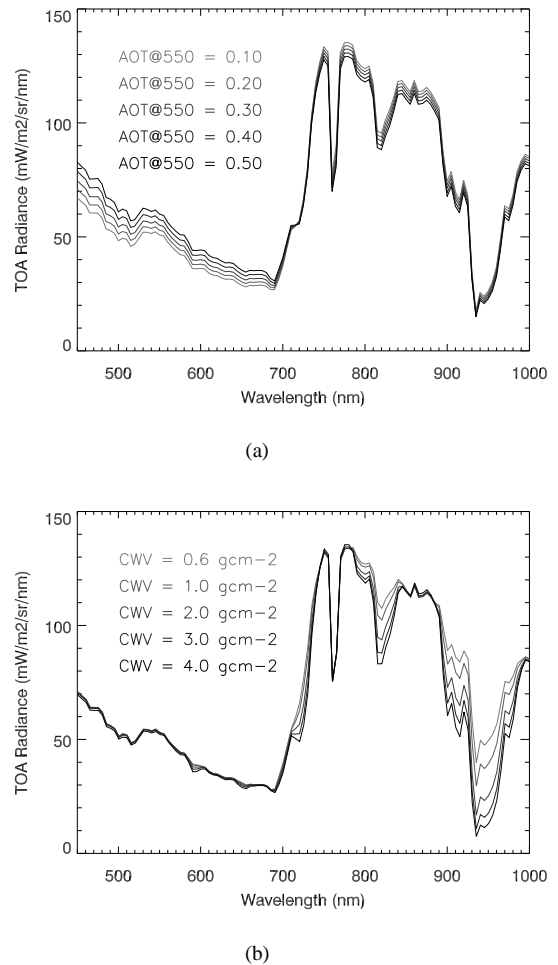 150
100
50
0
TOA Radiance (mW/m2/sr/nm)
AOT@550 = 0.10
AOT@550 = 0.20
AOT@550 = 0.30
AOT@550 = 0.40
AOT@550 = 0.50
500 600 700 800 900 1000
Wavelength (nm)
(a)
150
100
50
0
TOA Radiance (mW/m2/sr/nm)
CWV = 0.6 gcm-2
CWV = 1.0 gcm-2
CWV = 2.0 gcm-2
CWV = 3.0 gcm-2
CWV = 4.0 gcm-2
500 600 700 800 900 1000
Wavelength (nm)
(b)